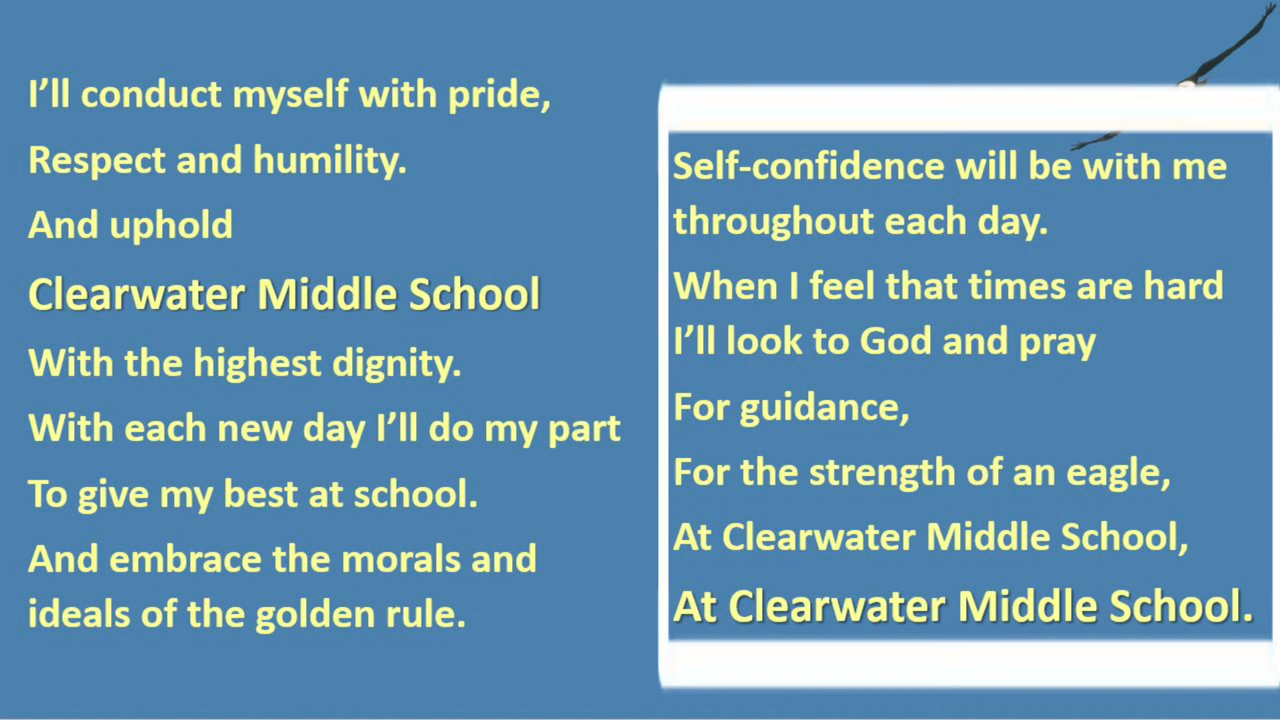 I’ll conduct myself with pride,
Respect and humility.
And uphold
Clearwater Middle School
With the highest dignity.
With each new day I’ll do my part
To give my best at school.
And embrace the morals and
ideals of the golden rule.
Self-confidence will be with me
throughout each day.
When I feel that times are hard
I’ll look to God and pray
For guidance,
For the strength of an eagle,
At Clearwater Middle School,
At Clearwater Middle School.